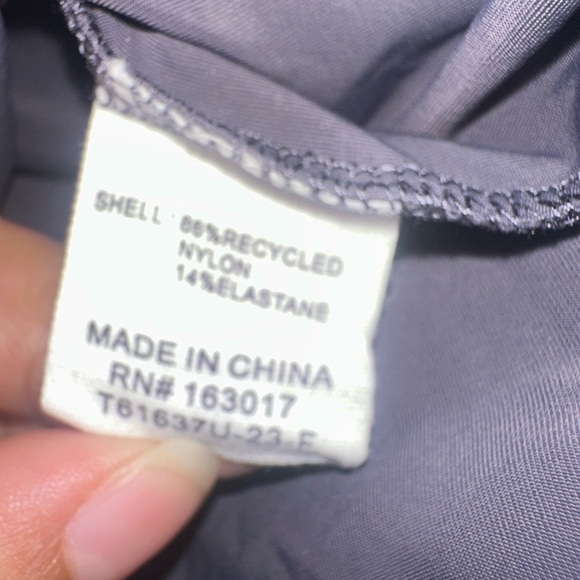 SHELL: 86%RECYCLED
NYLON
14%ELASTANE
MADE IN CHINA
RN# 163017
T61637U-23-F